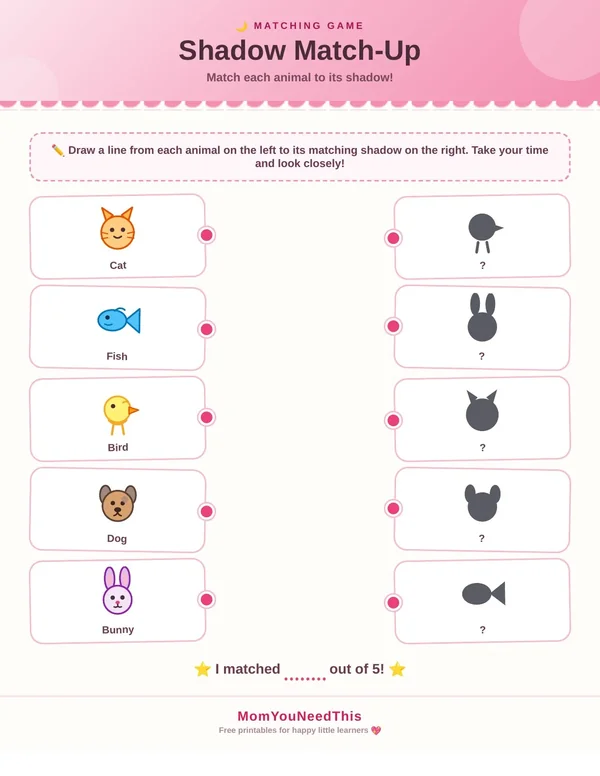 🌙 MATCHING GAME
Shadow Match-Up
Match each animal to its shadow!
✏️ Draw a line from each animal on the left to its matching shadow on the right. Take your time
and look closely!
Cat
?
Fish
?
Bird
?
Dog
?
Bunny
?
⭐ I matched ........ out of 5! ⭐
MomYouNeedThis
Free printables for happy little learners 💖